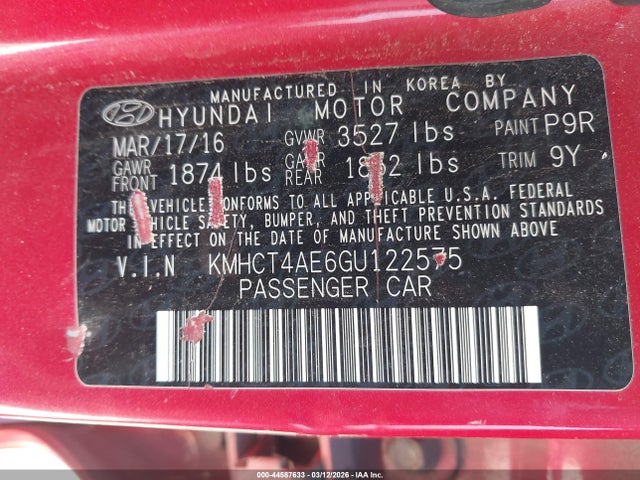 MANUFACTURED IN KOREA BY
HYUNDAI MOTOR COMPANY
MAR/17/16 GVWR 3527 lbs PAINT P9R
GAWR FRONT 1874 lbs GAWR REAR lbs TRIM 9Y
THIS VEHICLE CONFORMS TO ALL APPLICABLE U.S.A. FEDERAL
MOTOR VEHICLE SAFETY, BUMPER, AND THEFT PREVENTION STANDARDS
IN EFFECT ON THE DATE OF MANUFACTURE SHOWN ABOVE
V.I.N KMHCT4AE6GU122575
PASSENGER CAR
000-44587633 - 03/12/2026 - IAA Inc.